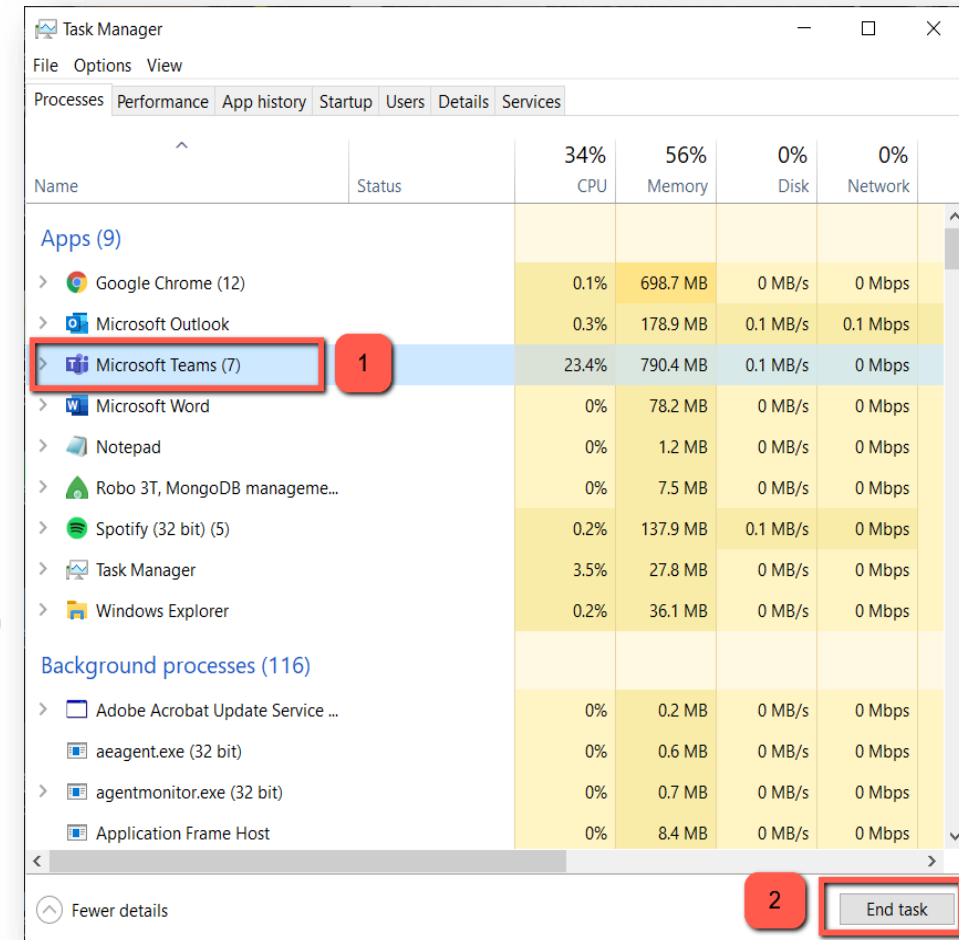 Task Manager
File Options View
Processes Performance App history Startup Users Details Services
34% 56% 0% 0%
Name Status CPU Memory Disk Network
Apps (9)
Google Chrome (12) 0.1% 698.7 MB 0 MB/s 0 Mbps
Microsoft Outlook 0.3% 178.9 MB 0.1 MB/s 0.1 Mbps
Microsoft Teams (7) 1 23.4% 790.4 MB 0.1 MB/s 0 Mbps
Microsoft Word 0% 78.2 MB 0 MB/s 0 Mbps
Notepad 0% 1.2 MB 0 MB/s 0 Mbps
Robo 3T, MongoDB manageme... 0% 7.5 MB 0 MB/s 0 Mbps
Spotify (32 bit) (5) 0.2% 137.9 MB 0.1 MB/s 0 Mbps
Task Manager 3.5% 27.8 MB 0 MB/s 0 Mbps
Windows Explorer 0.2% 36.1 MB 0 MB/s 0 Mbps
Background processes (116)
Adobe Acrobat Update Service ... 0% 0.2 MB 0 MB/s 0 Mbps
aeagent.exe (32 bit) 0% 0.6 MB 0 MB/s 0 Mbps
agentmonitor.exe (32 bit) 0% 0.7 MB 0 MB/s 0 Mbps
Application Frame Host 0% 8.4 MB 0 MB/s 0 Mbps
Fewer details 2 End task